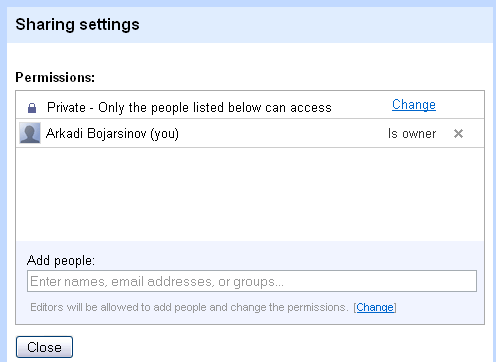 Sharing settings
Permissions:
Private - Only the people listed below can access Change
Arkadi Bojarsinov (you) Is owner
Add people:
Enter names, email addresses, or groups...
Editors will be allowed to add people and change the permissions. [Change]
Close